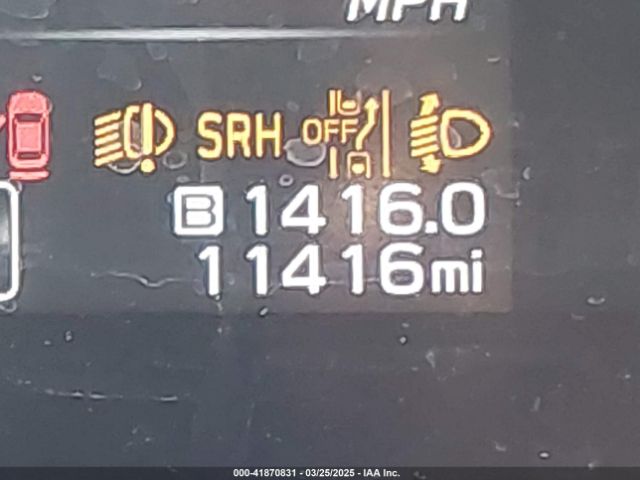 MPH
SRH OFF
B 1416.0
11416mi
000-41870831 - 03/25/2025 - IAA Inc.